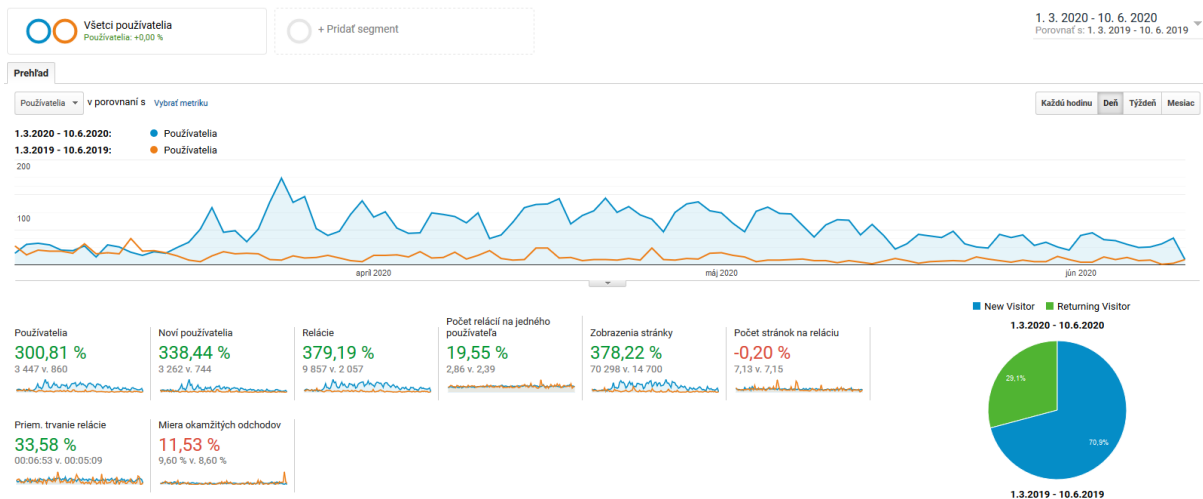 Všetci používatelia
Používatelia: +0,00 %
+ Pridať segment
1. 3. 2020 - 10. 6. 2020
Porovnať s: 1. 3. 2019 - 10. 6. 2019
Prehľad
Používatelia v porovnaní s Vybrať metriku
Každú hodinu Deň Týždeň Mesiac
1.3.2020 - 10.6.2020: Používatelia
1.3.2019 - 10.6.2019: Používatelia
200
100
apríl 2020 máj 2020 jún 2020
New Visitor Returning Visitor
1.3.2020 - 10.6.2020
Používatelia
300,81 %
3 447 v. 860
Noví používatelia
338,44 %
3 262 v. 744
Relácie
379,19 %
9 857 v. 2 057
Počet relácií na jedného
používateľa
19,55 %
2,86 v. 2,39
Zobrazenia stránky
378,22 %
70 298 v. 14 700
Počet stránok na reláciu
-0,20 %
7,13 v. 7,15
29,1%
70,9%
Priem. trvanie relácie
33,58 %
00:06:53 v. 00:05:09
Miera okamžitých odchodov
11,53 %
9,60 % v. 8,60 %
1.3.2019 - 10.6.2019